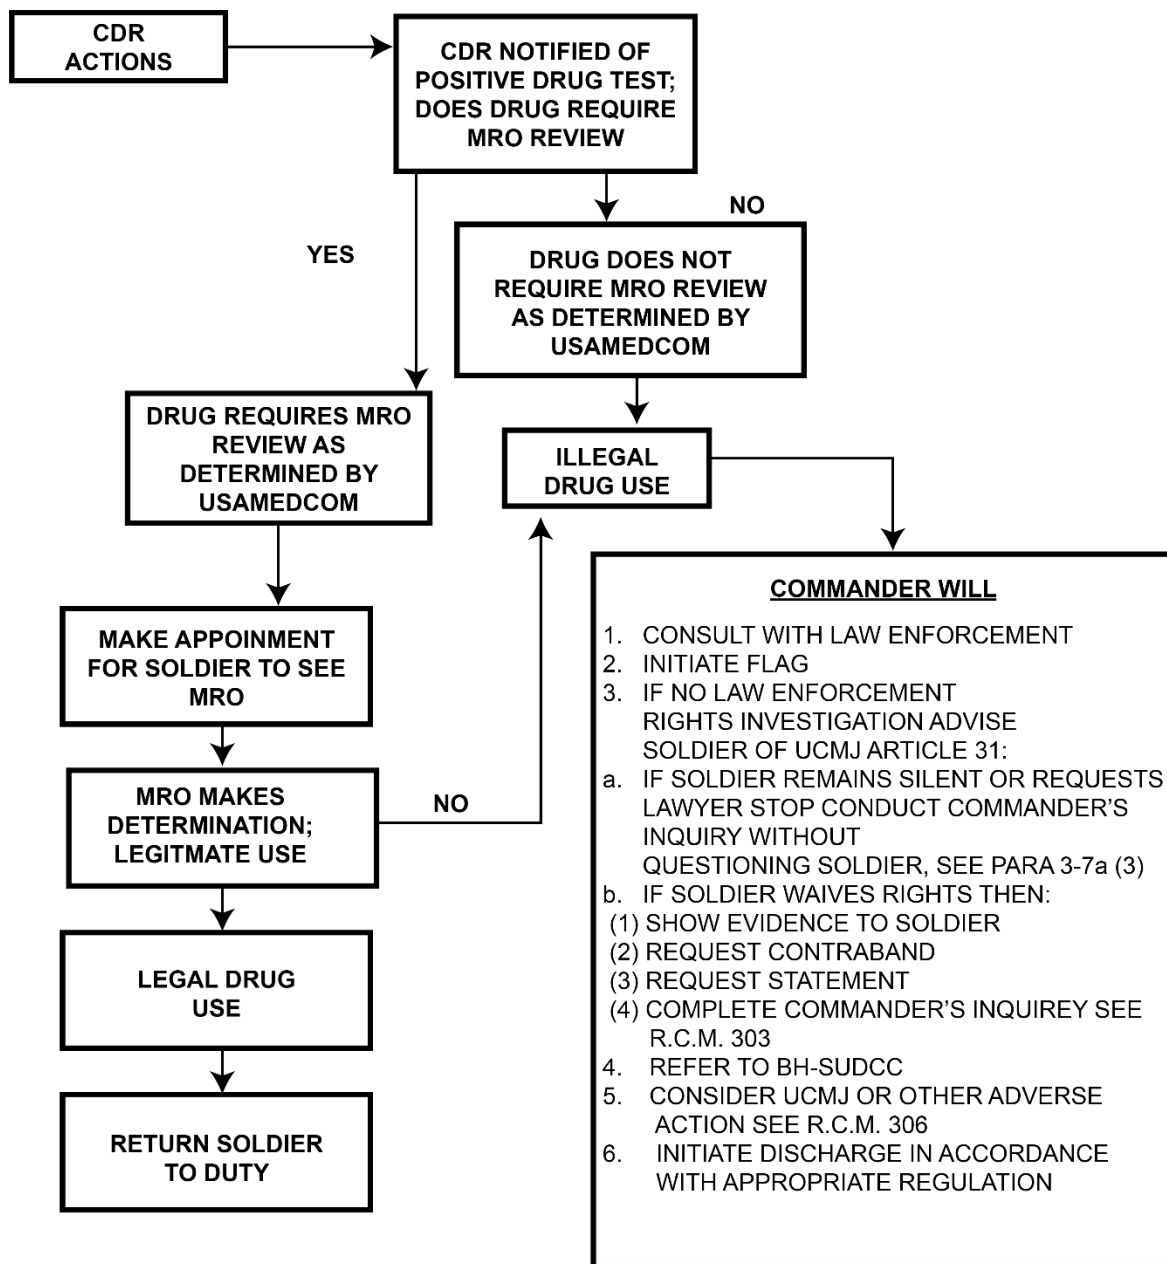 CDR
ACTIONS
CDR NOTIFIED OF
POSITIVE DRUG TEST;
DOES DRUG REQUIRE
MRO REVIEW
NO
YES
DRUG DOES NOT
REQUIRE MRO REVIEW
AS DETERMINED BY
USAMEDCOM
DRUG REQUIRES MRO
REVIEW AS
DETERMINED BY
USAMEDCOM
ILLEGAL
DRUG USE
MAKE APPOINMENT
FOR SOLDIER TO SEE
MRO
MRO MAKES
DETERMINATION;
LEGITMATE USE
NO
LEGAL DRUG
USE
RETURN SOLDIER
TO DUTY
COMMANDER WILL
1. CONSULT WITH LAW ENFORCEMENT
2. INITIATE FLAG
3. IF NO LAW ENFORCEMENT
RIGHTS INVESTIGATION ADVISE
SOLDIER OF UCMJ ARTICLE 31:
a. IF SOLDIER REMAINS SILENT OR REQUESTS
LAWYER STOP CONDUCT COMMANDER'S
INQUIRY WITHOUT
QUESTIONING SOLDIER, SEE PARA 3-7a (3)
b. IF SOLDIER WAIVES RIGHTS THEN:
(1) SHOW EVIDENCE TO SOLDIER
(2) REQUEST CONTRABAND
(3) REQUEST STATEMENT
(4) COMPLETE COMMANDER'S INQUIREY SEE
R.C.M. 303
4. REFER TO BH-SUDCC
5. CONSIDER UCMJ OR OTHER ADVERSE
ACTION SEE R.C.M. 306
6. INITIATE DISCHARGE IN ACCORDANCE
WITH APPROPRIATE REGULATION